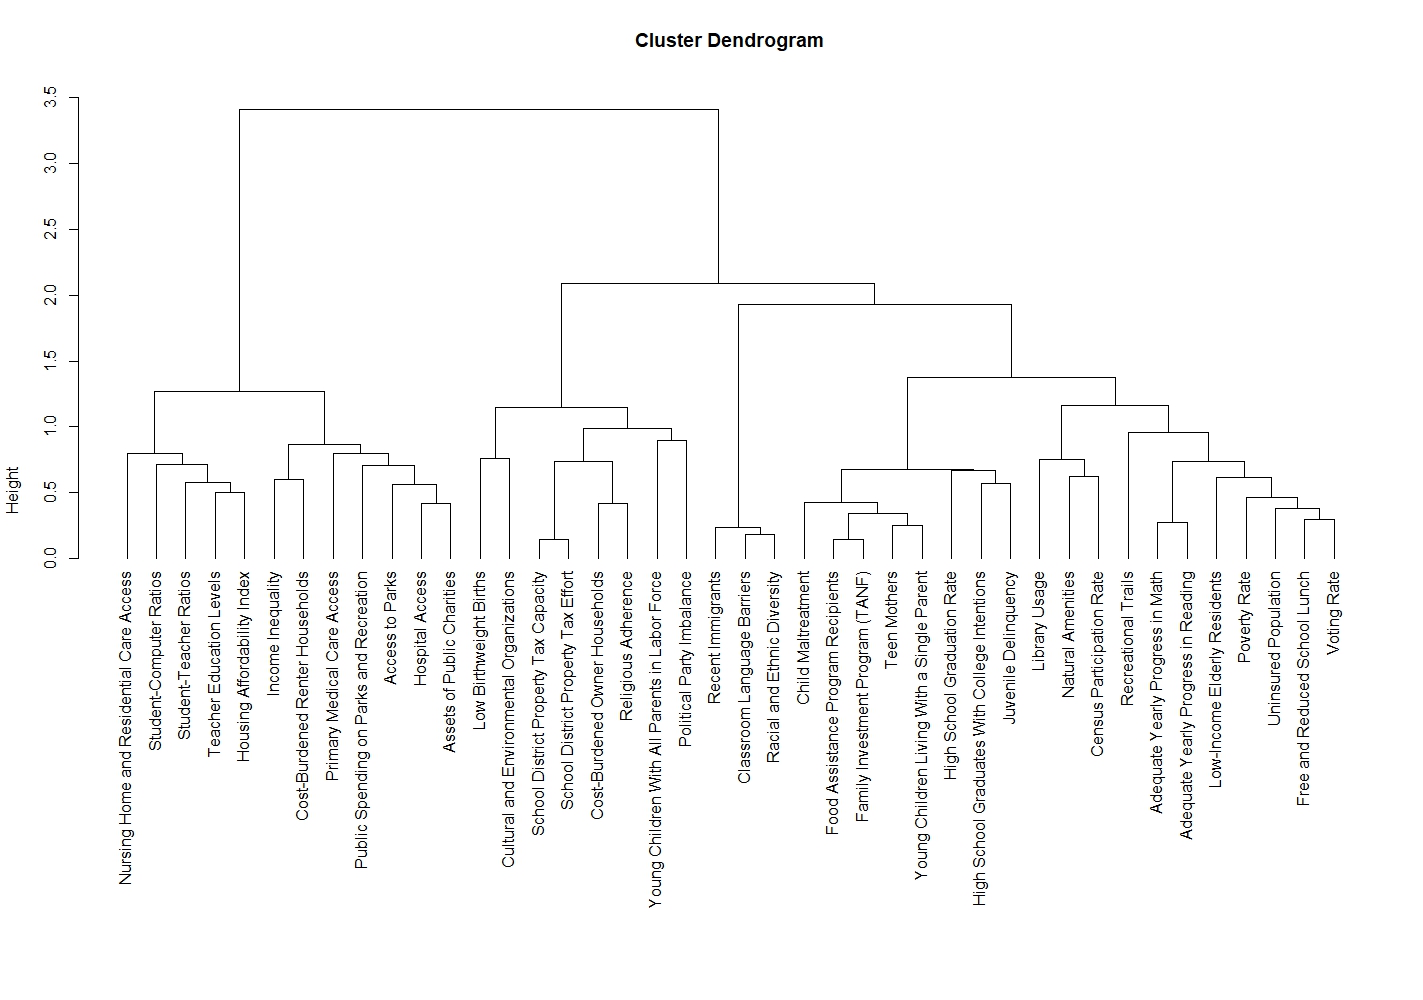 Cluster Dendrogram
Height
3.5
3.0
2.5
2.0
1.5
1.0
0.5
0.0
Nursing Home and Residential Care Access
Student-Computer Ratios
Student-Teacher Ratios
Teacher Education Levels
Housing Affordability Index
Income Inequality
Cost-Burdened Renter Households
Primary Medical Care Access
Public Spending on Parks and Recreation
Access to Parks
Hospital Access
Assets of Public Charities
Low Birthweight Births
Cultural and Environmental Organizations
School District Property Tax Capacity
School District Property Tax Effort
Cost-Burdened Owner Households
Religious Adherence
Young Children With All Parents in Labor Force
Political Party Imbalance
Recent Immigrants
Classroom Language Barriers
Racial and Ethnic Diversity
Child Maltreatment
Food Assistance Program Recipients
Family Investment Program (TANF)
Teen Mothers
Young Children Living With a Single Parent
High School Graduation Rate
High School Graduates With College Intentions
Juvenile Delinquency
Library Usage
Natural Amenities
Census Participation Rate
Recreational Trails
Adequate Yearly Progress in Math
Adequate Yearly Progress in Reading
Low-Income Elderly Residents
Poverty Rate
Uninsured Population
Free and Reduced School Lunch
Voting Rate